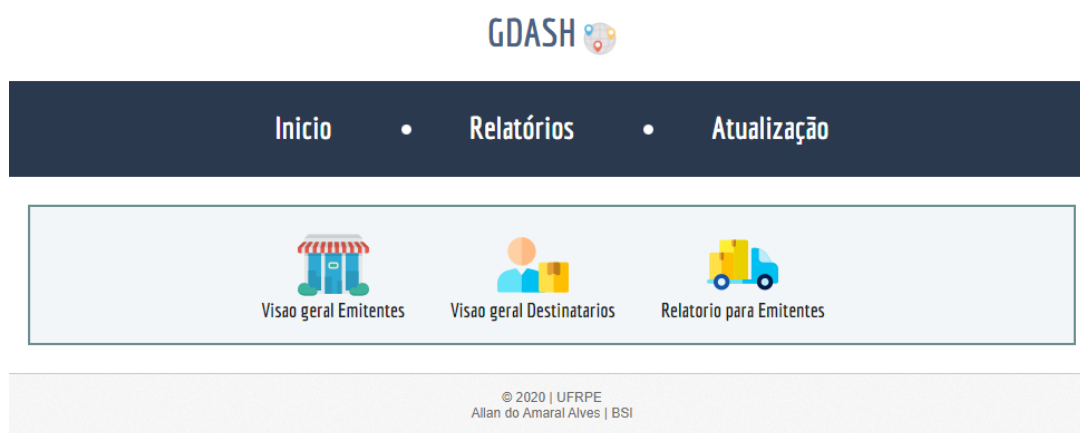 GDASH
Inicio • Relatórios • Atualização
Visao geral Emitentes Visao geral Destinatarios Relatorio para Emitentes
© 2020 | UFRPE
Allan do Amaral Alves | BSI